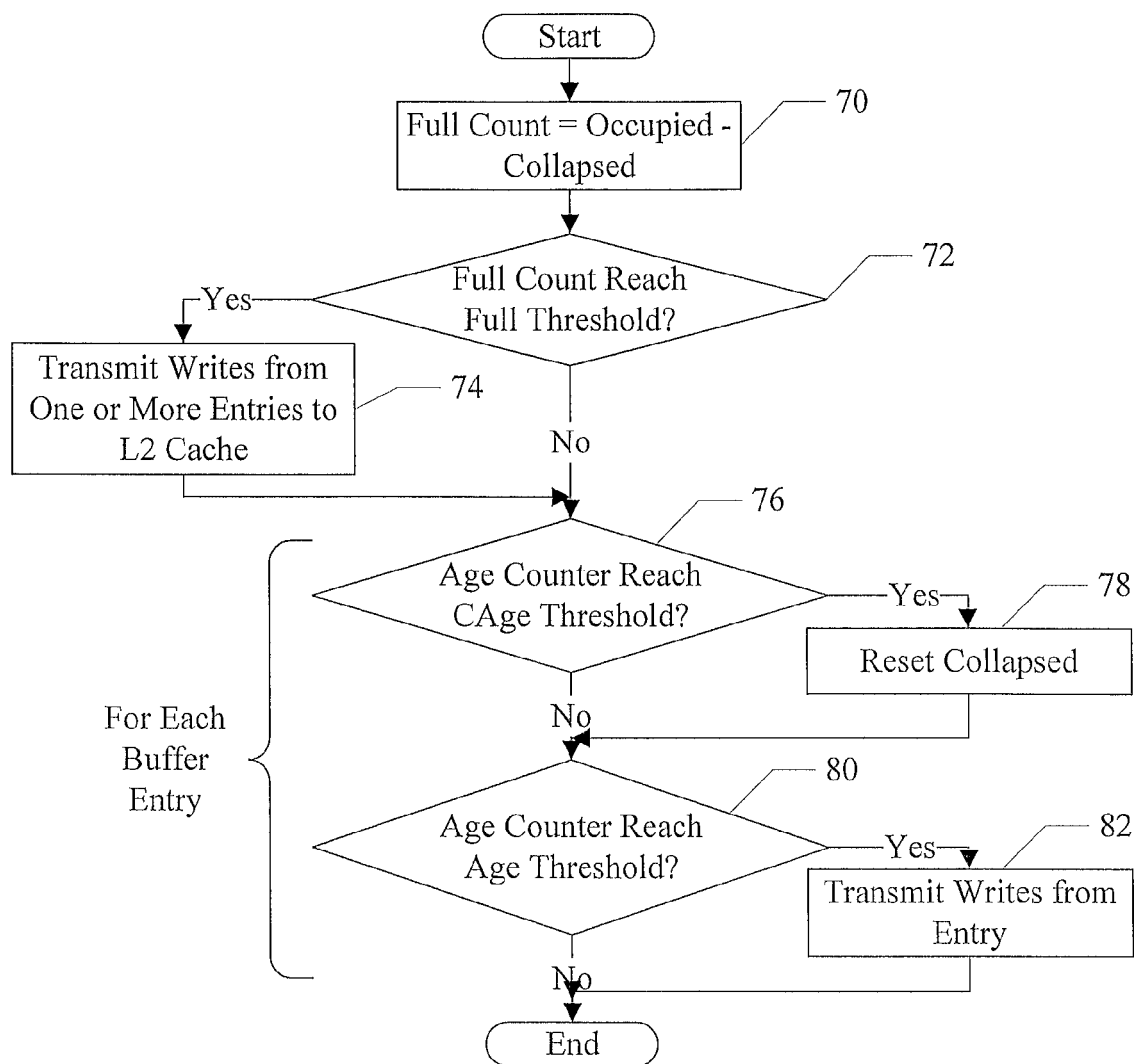 Start
70
Full Count = Occupied -
Collapsed
72
Full Count Reach
Full Threshold?
Yes
Transmit Writes from
One or More Entries to
L2 Cache
74
No
76
Age Counter Reach
CAge Threshold?
Yes
78
Reset Collapsed
No
For Each
Buffer
Entry
80
Age Counter Reach
Age Threshold?
Yes
82
Transmit Writes from
Entry
No
End